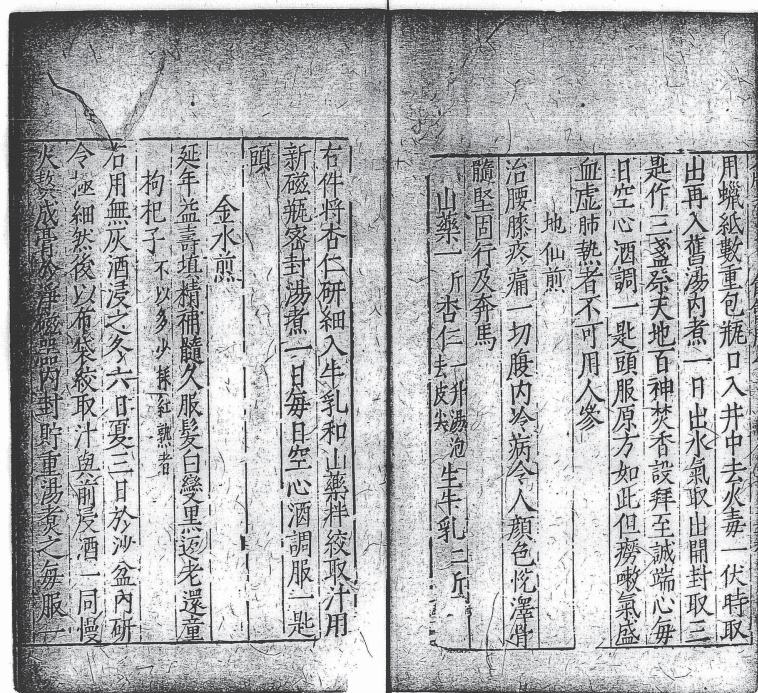 用蠟紙數重包瓶口入井中去火毒一伏時取
出再入舊湯内煮一日出水氣取出開封取三
匙作三盞祭天地百神焚香設拜至誠端心每
日空心酒調一匙頭服原方如此但癆嗽氣盛
血虛肺熱者不可用人參
地仙煎
治腰膝疼痛一切腹内冷病令人顏色恱澤骨
髓堅固行及奔馬
山藥一斤杏仁一升湯泡去皮尖生牛乳二斤
右件將杏仁研細入牛乳和山藥拌絞取汁用
新磁瓶宻封湯煮一日每日空心酒調服一匙
頭
金水煎
延年益壽填精補髓久服髮白變黑返老還童
枸杞子不以多少採紅熟者
右用無灰酒浸之冬六日夏三日於沙盆内研
令極細然後以布袋絞取汁與前浸酒一同慢
火熬成膏於淨磁器内封貯重湯煮之每服一